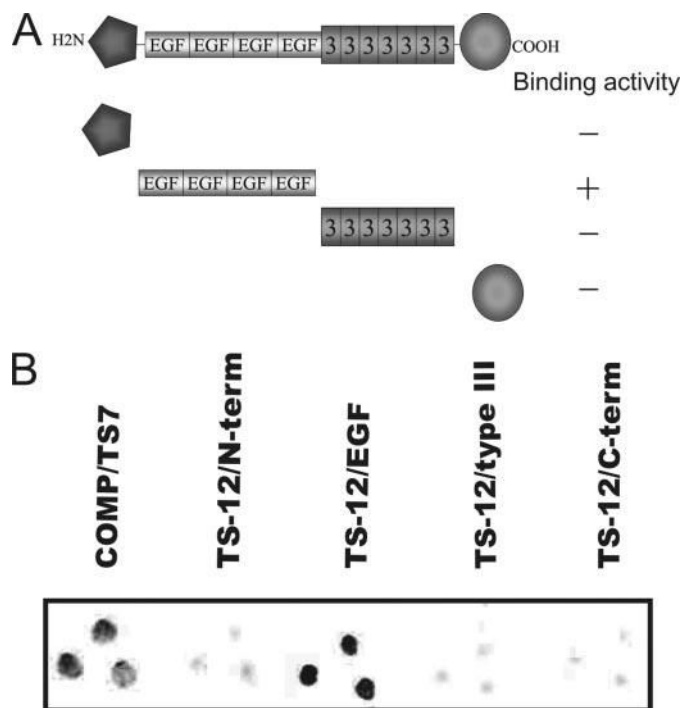 A
H2N EGF EGF EGF EGF 3 3 3 3 3 3 3 COOH
Binding activity
−
EGF EGF EGF EGF +
3 3 3 3 3 3 3 −
−
B
COMP/TS7
TS-12/N-term
TS-12/EGF
TS-12/type III
TS-12/C-term